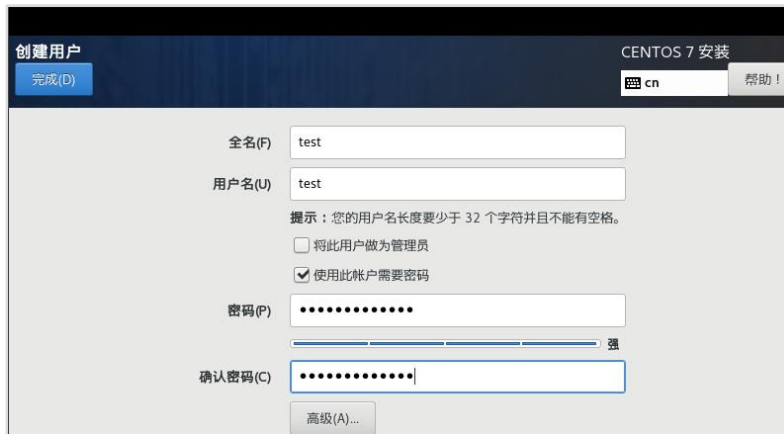 创建用户
CENTOS 7 安装
完成(D)
cn
帮助！
全名(F)
test
用户名(U)
test
提示：您的用户名长度要少于 32 个字符并且不能有空格。
将此用户做为管理员
使用此帐户需要密码
密码(P)
●●●●●●●●●●●●●
强
确认密码(C)
●●●●●●●●●●●●●
高级(A)...